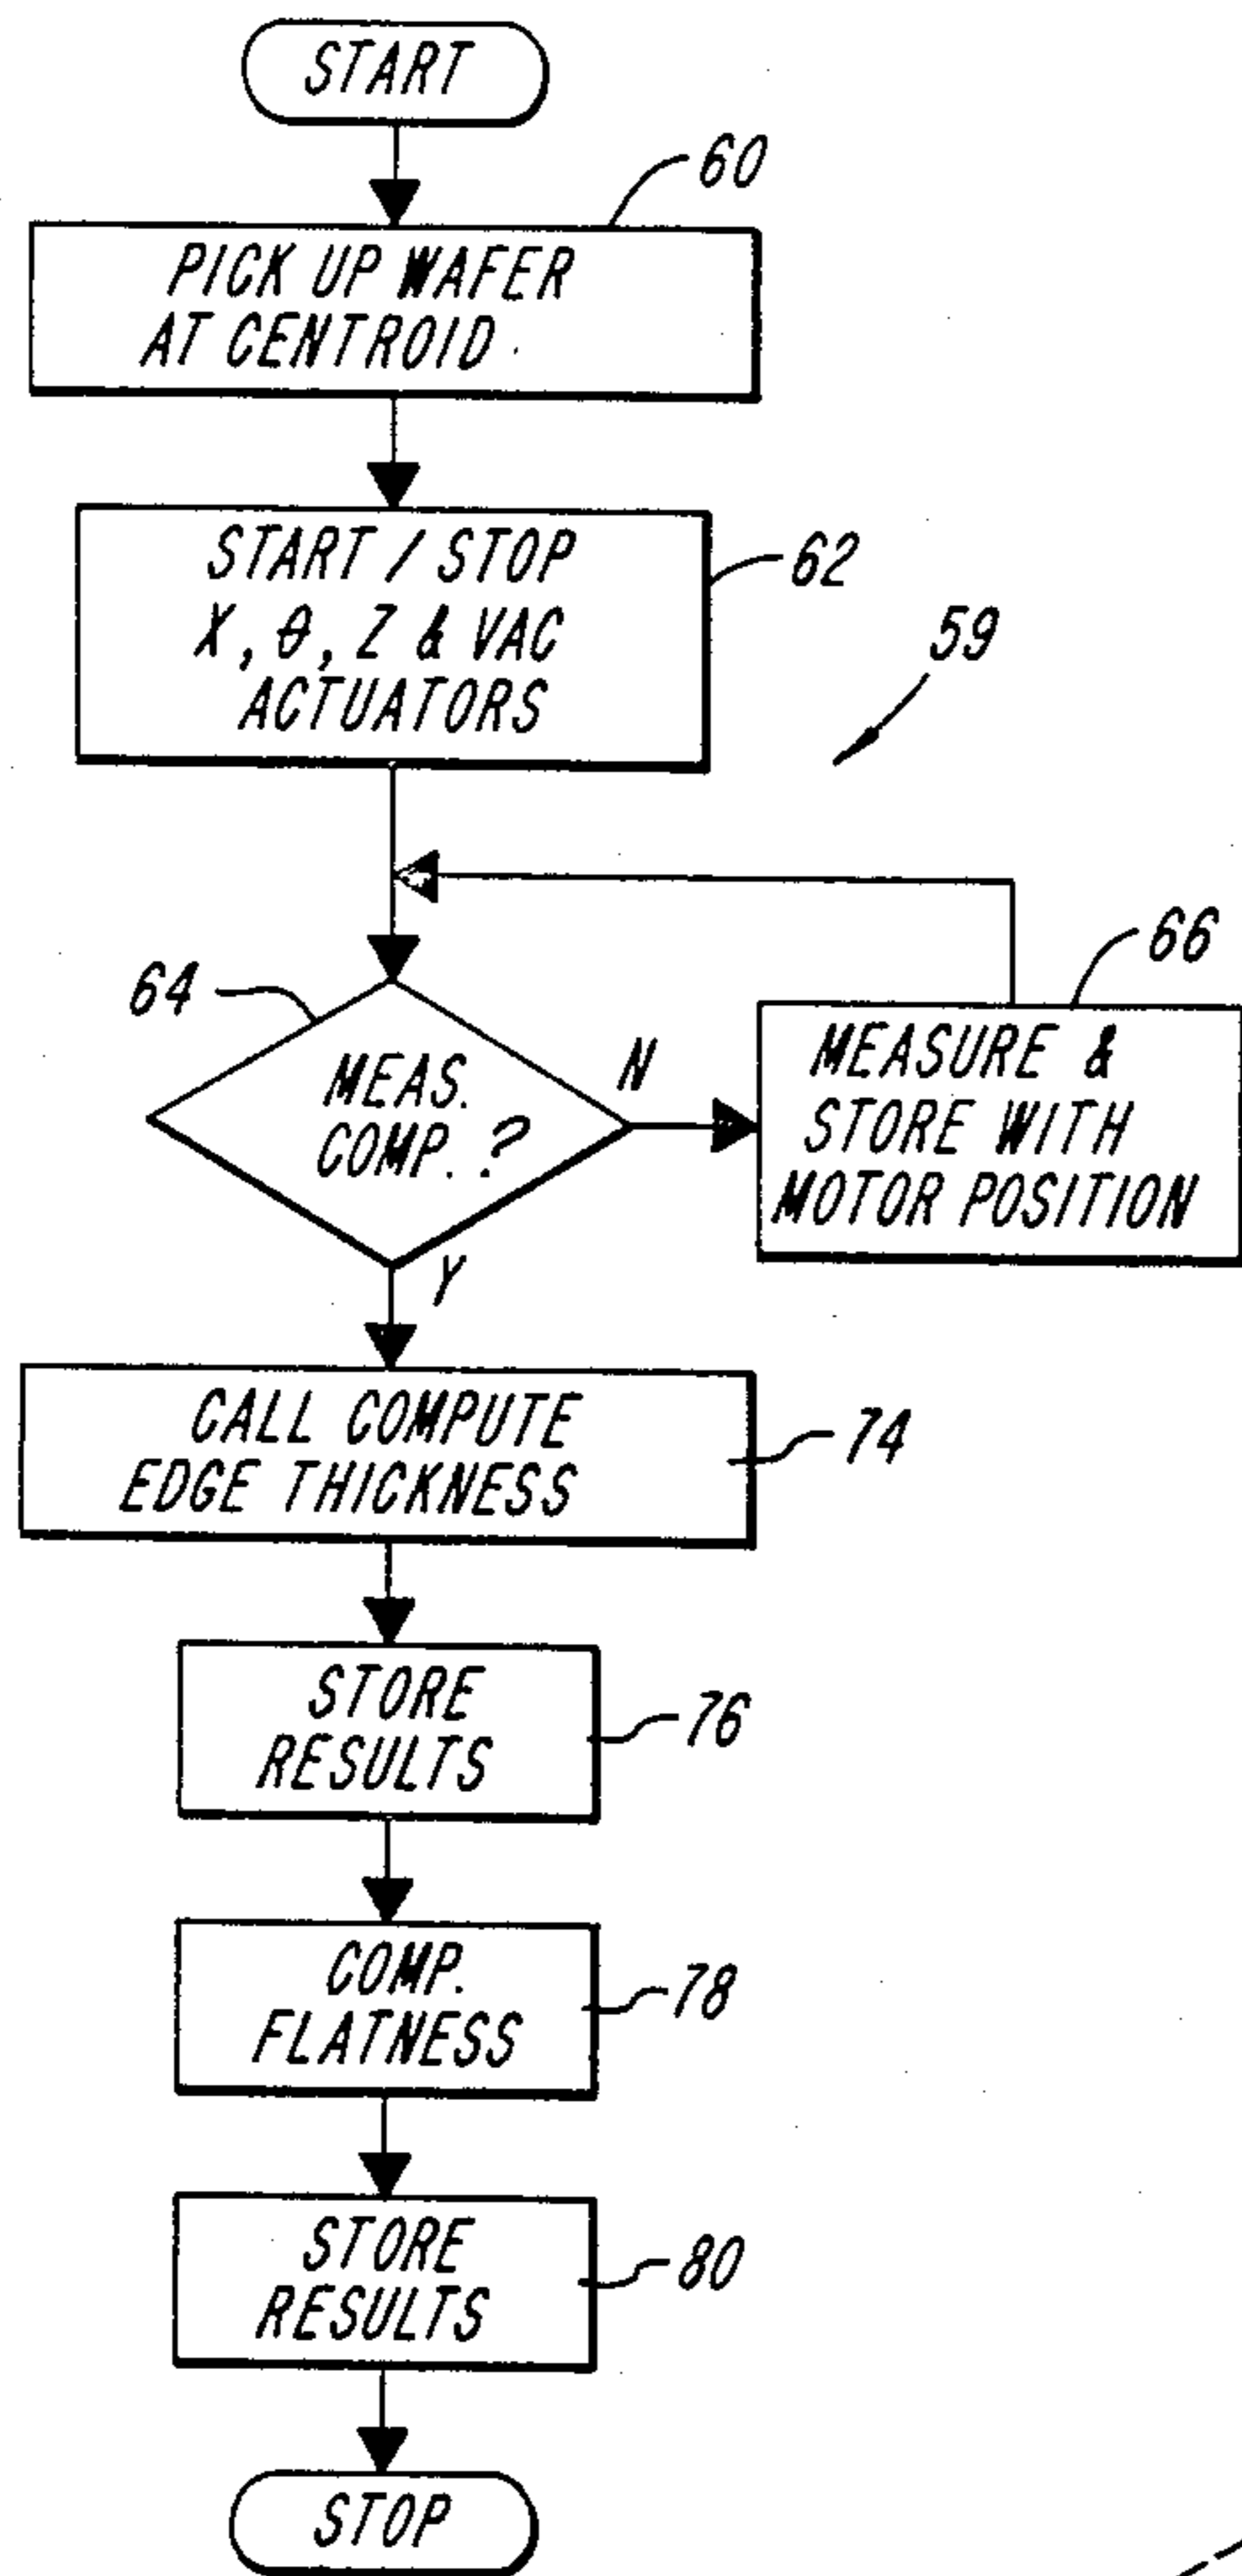 START
60
PICK UP WAFER
AT CENTROID
START / STOP
X, θ, Z & VAC
ACTUATORS
62
59
64
MEAS.
COMP. ?
N
Y
66
MEASURE &
STORE WITH
MOTOR POSITION
CALL COMPUTE
EDGE THICKNESS
74
STORE
RESULTS
76
COMP.
FLATNESS
78
STORE
RESULTS
80
STOP